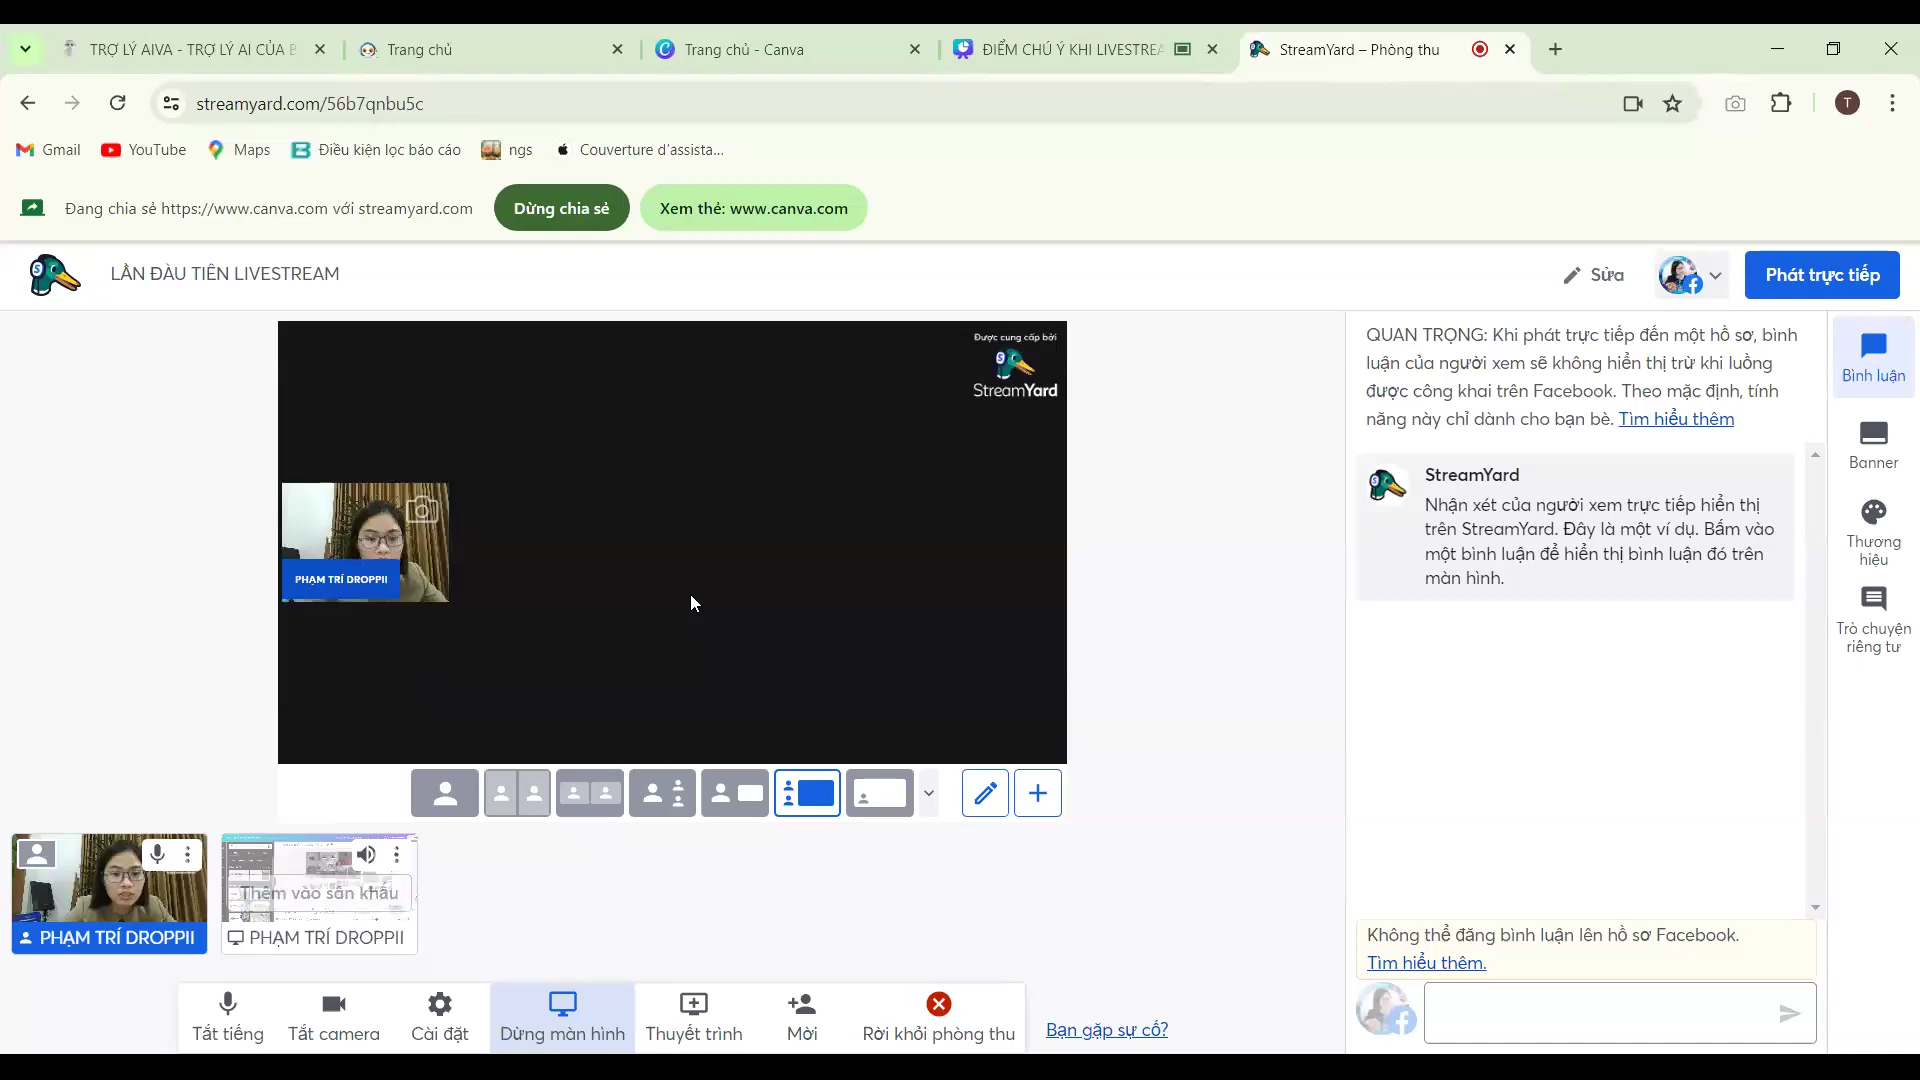 TRỢ LÝ AIVA - TRỢ LÝ AI CỦA B
Trang chủ
Trang chủ - Canva
ĐIỂM CHÚ Ý KHI LIVESTREA
StreamYard – Phòng thu
streamyard.com/56b7qnbu5c
T
Gmail
YouTube
Maps
Điều kiện lọc báo cáo
ngs
Couverture d'assista...
Đang chia sẻ https://www.canva.com với streamyard.com
Dừng chia sẻ
Xem thẻ: www.canva.com
LẦN ĐÀU TIÊN LIVESTREAM
Sửa
Phát trực tiếp
Được cung cấp bởi
StreamYard
PHẠM TRÍ DROPPII
QUAN TRỌNG: Khi phát trực tiếp đến một hồ sơ, bình
luận của người xem sẽ không hiển thị trừ khi luồng
được công khai trên Facebook. Theo mặc định, tính
năng này chỉ dành cho bạn bè. Tìm hiểu thêm
StreamYard
Nhận xét của người xem trực tiếp hiển thị
trên StreamYard. Đây là một ví dụ. Bấm vào
một bình luận để hiển thị bình luận đó trên
màn hình.
Bình luận
Banner
Thương
hiệu
Trò chuyện
riêng tư
Thêm vào sân khấu
PHẠM TRÍ DROPPII
PHẠM TRÍ DROPPII
Không thể đăng bình luận lên hồ sơ Facebook.
Tìm hiểu thêm.
Tắt tiếng
Tắt camera
Cài đặt
Dừng màn hình
Thuyết trình
Mời
Rời khỏi phòng thu
Bạn gặp sự cố?